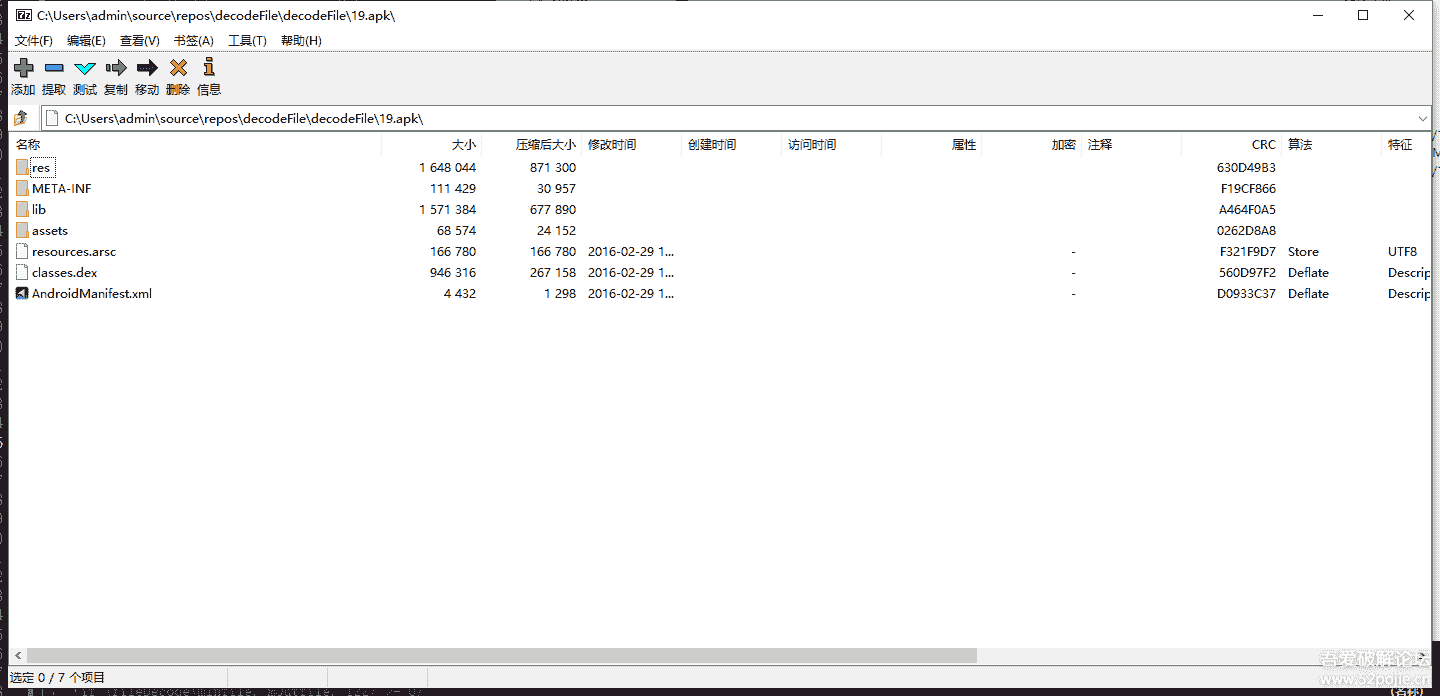 C:\Users\admin\source\repos\decodeFile\decodeFile\19.apk\
文件(F) 编辑(E) 查看(V) 书签(A) 工具(T) 帮助(H)
添加 提取 测试 复制 移动 删除 信息
C:\Users\admin\source\repos\decodeFile\decodeFile\19.apk\
名称 大小 压缩后大小 修改时间 创建时间 访问时间 属性 加密 注释 CRC 算法 特征
res 1 648 044 871 300 630D49B3
META-INF 111 429 30 957 F19CF866
lib 1 571 384 677 890 A464F0A5
assets 68 574 24 152 0262D8A8
resources.arsc 166 780 166 780 2016-02-29 1... - F321F9D7 Store UTF8
classes.dex 946 316 267 158 2016-02-29 1... - 560D97F2 Deflate Descrip
AndroidManifest.xml 4 432 1 298 2016-02-29 1... - D0933C37 Deflate Descrip
选定 0 / 7 个项目
吾爱破解论坛
www.52pojie.cn
(名称)